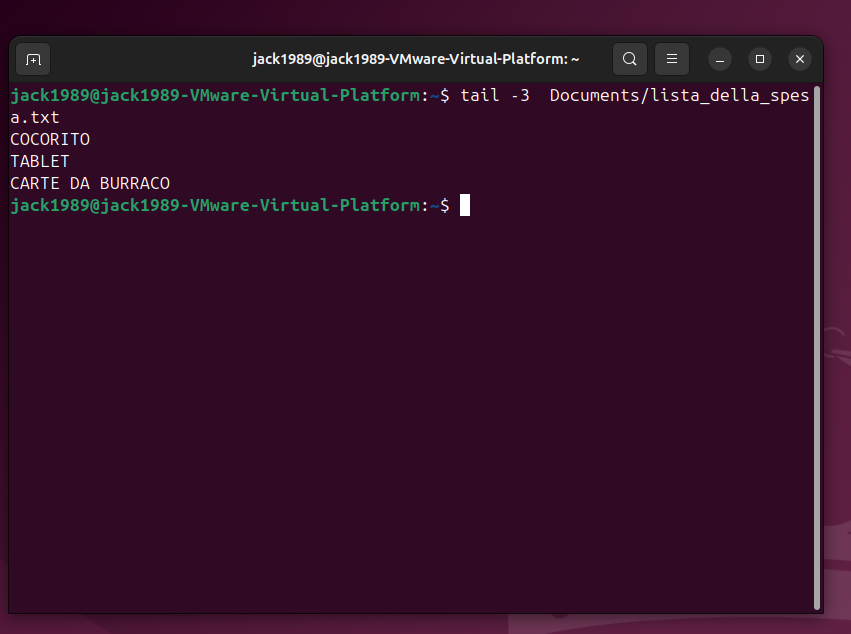 jack1989@jack1989-VMware-Virtual-Platform: ~
jack1989@jack1989-VMware-Virtual-Platform:~$ tail -3  Documents/lista_della_spes
a.txt
COCORITO
TABLET
CARTE DA BURRACO
jack1989@jack1989-VMware-Virtual-Platform:~$